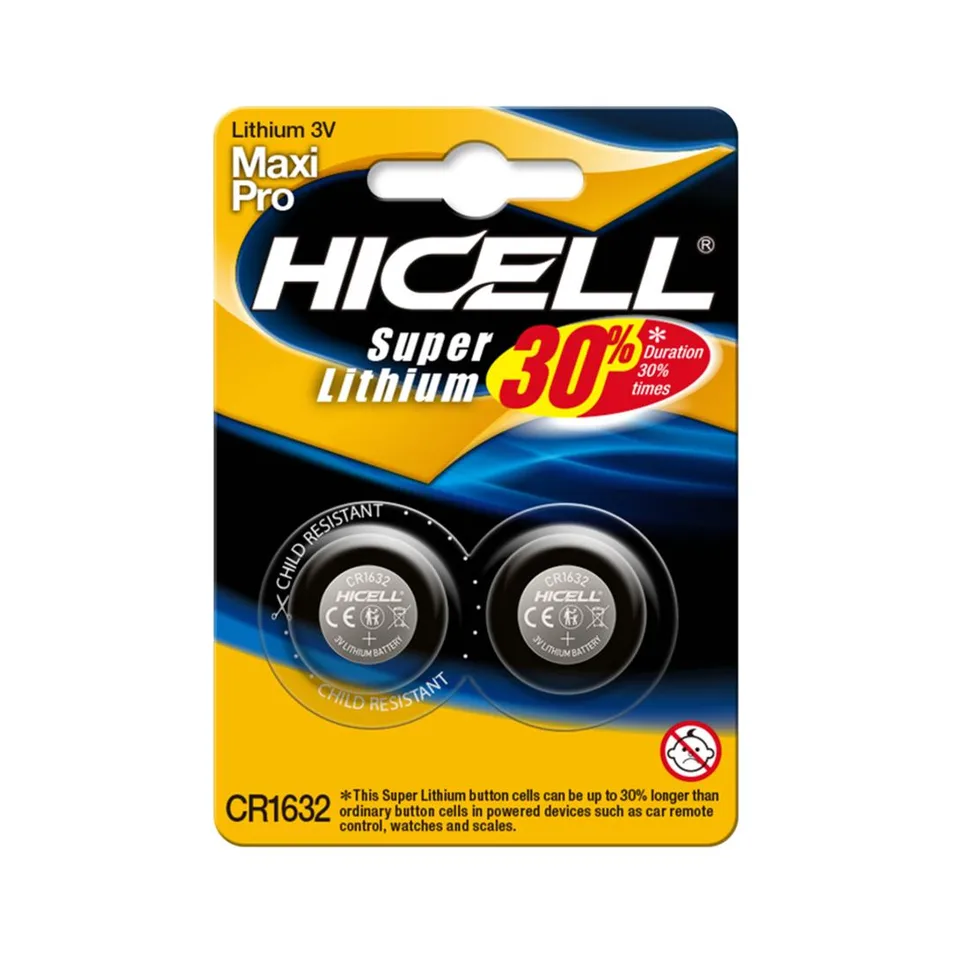 Lithium 3V
Maxi
Pro
HICELL®
Super
Lithium
30%
*
Duration
30%
times
CHILD RESISTANT
CR1632
HICELL®
CE
3V LITHIUM BATTERY
CR1632
HICELL®
CE
3V LITHIUM BATTERY
CHILD RESISTANT
CR1632
*This Super Lithium button cells can be up to 30% longer than
ordinary button cells in powered devices such as car remote
control, watches and scales.